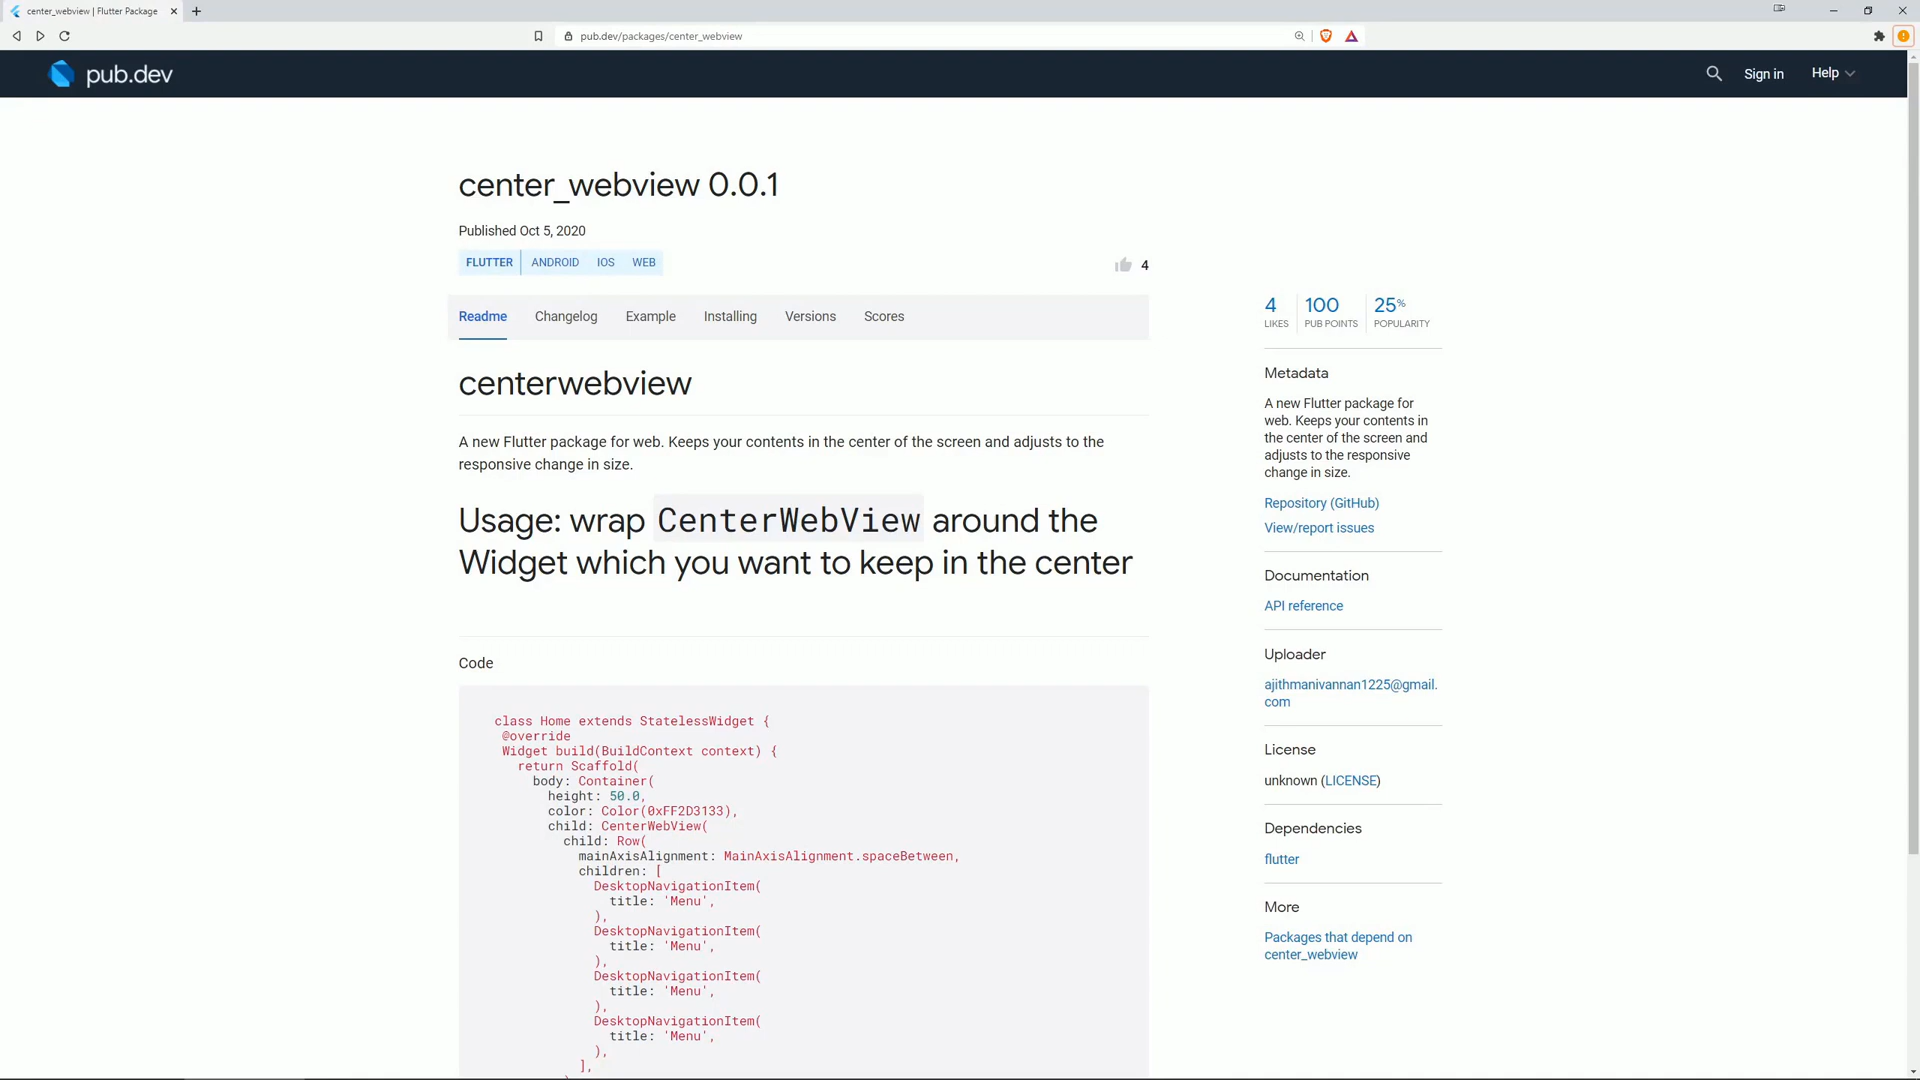 center_webview | Flutter Package
pub.dev/packages/center_webview
pub.dev
Sign in
Help
center_webview 0.0.1
Published Oct 5, 2020
FLUTTER ANDROID IOS WEB
4
Readme Changelog Example Installing Versions Scores
centerwebview
A new Flutter package for web. Keeps your contents in the center of the screen and adjusts to the
responsive change in size.
Usage: wrap CenterWebView around the
Widget which you want to keep in the center
Code
class Home extends StatelessWidget {
@override
Widget build(BuildContext context) {
return Scaffold(
body: Container(
height: 50.0,
color: Color(0xFF2D3133),
child: CenterWebView(
child: Row(
mainAxisAlignment: MainAxisAlignment.spaceBetween,
children: [
DesktopNavigationItem(
title: 'Menu',
),
DesktopNavigationItem(
title: 'Menu',
),
DesktopNavigationItem(
title: 'Menu',
),
DesktopNavigationItem(
title: 'Menu',
),
],
4 100 25%
LIKES PUB POINTS POPULARITY
Metadata
A new Flutter package for
web. Keeps your contents in
the center of the screen and
adjusts to the responsive
change in size.
Repository (GitHub)
View/report issues
Documentation
API reference
Uploader
ajithmanivannan1225@gmail.
com
License
unknown (LICENSE)
Dependencies
flutter
More
Packages that depend on
center_webview